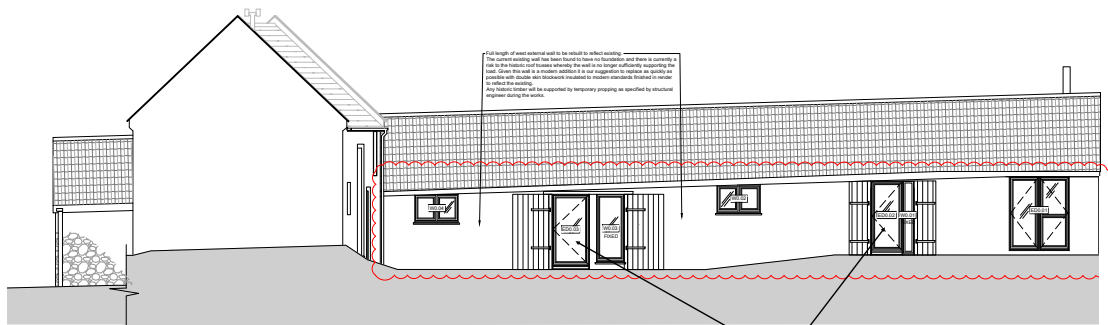 Full length of west external wall to be rebuilt to reflect existing.
The current existing wall has been found to have no foundation and there is currently a
risk to the historic roof trusses whereby the wall is no longer sufficiently supporting the
load. Given this wall is a modern addition it is our suggestion to replace as quickly as
possible with double skin blockwork insulated to modern standards finished in render
to reflect the existing.
Any historic timber will be supported by temporary propping as specified by structural
engineer during the works.
W0.04
ED0.03
W0.03
FIXED
W0.02
ED0.02
W0.01
ED0.01